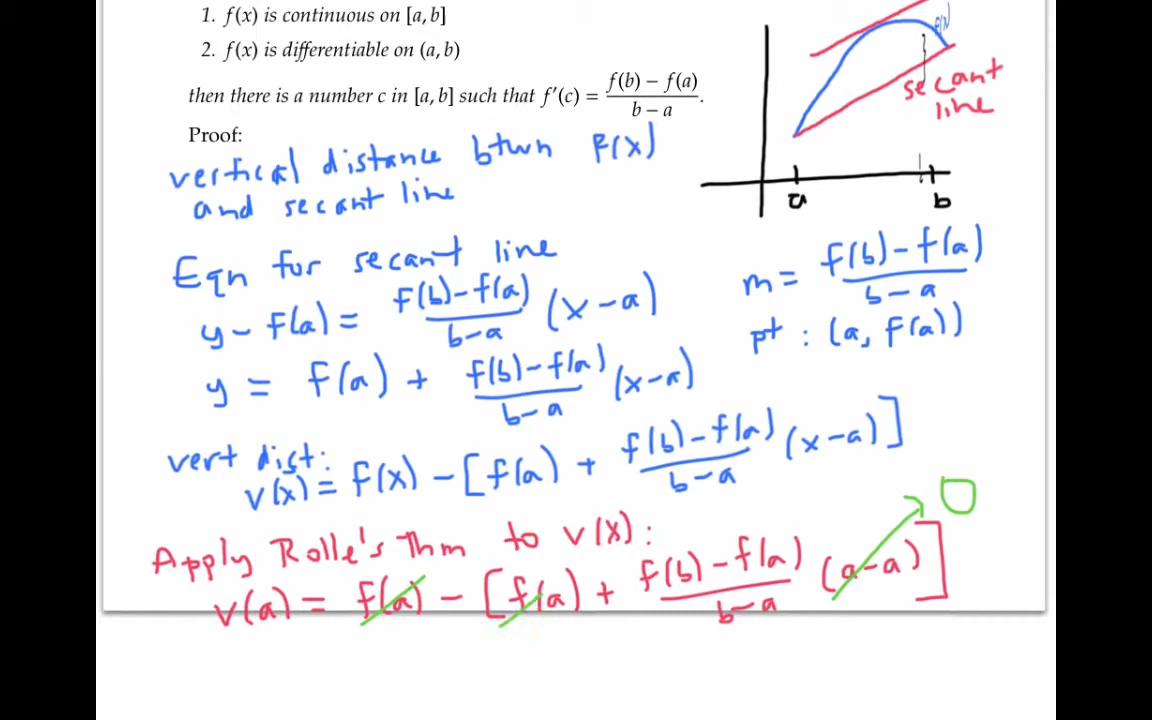 1. f(x) is continuous on [a, b]
2. f(x) is differentiable on (a, b)
then there is a number c in [a, b] such that f′(c) = (f(b) − f(a))/(b − a).
Proof:
vertical distance btwn f(x)
and secant line
f(x)
secant
line
a
b
Eqn for secant line
y − f(a) = (f(b) − f(a))/(b − a) (x − a)
y = f(a) + (f(b) − f(a))/(b − a) (x − a)
m = (f(b) − f(a))/(b − a)
pt : (a, f(a))
vert dist:
v(x) = f(x) − [f(a) + (f(b) − f(a))/(b − a) (x − a)]
Apply Rolle's Thm to v(x):
0
v(a) = f(a) − [f(a) + (f(b) − f(a))/(b − a) (a − a)]